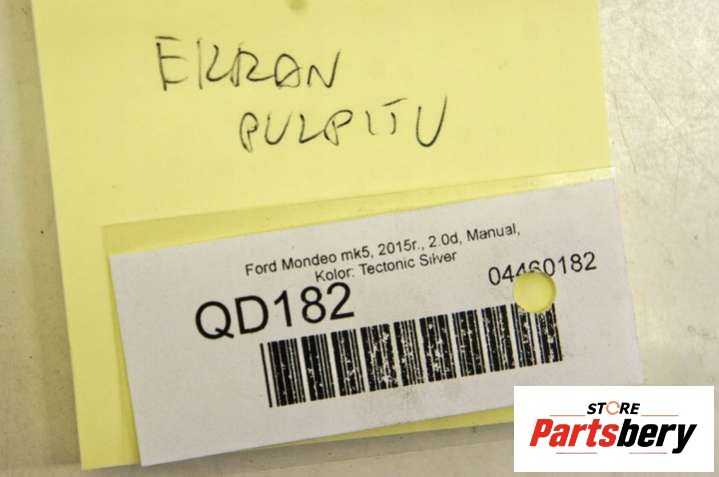 EKRAN
PULPITU
Ford Mondeo mk5, 2015r., 2.0d, Manual,
Kolor: Tectonic Silver
QD182
04460182
STORE
Partsbery